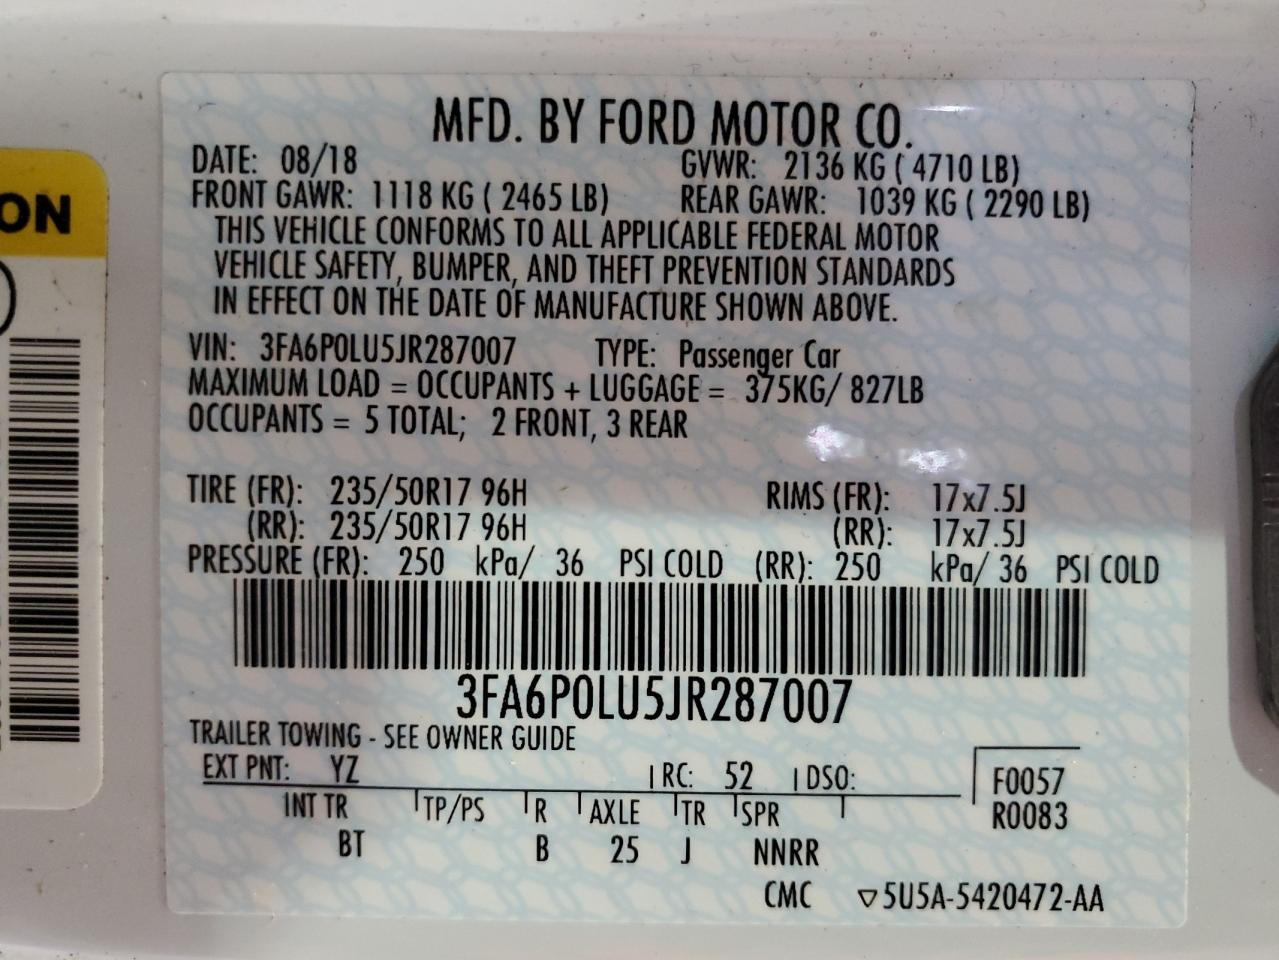 MFD. BY FORD MOTOR CO.
DATE: 08/18 GVWR: 2136 KG ( 4710 LB)
FRONT GAWR: 1118 KG ( 2465 LB) REAR GAWR: 1039 KG ( 2290 LB)
THIS VEHICLE CONFORMS TO ALL APPLICABLE FEDERAL MOTOR
VEHICLE SAFETY, BUMPER, AND THEFT PREVENTION STANDARDS
IN EFFECT ON THE DATE OF MANUFACTURE SHOWN ABOVE.
VIN: 3FA6P0LU5JR287007 TYPE: Passenger Car
MAXIMUM LOAD = OCCUPANTS + LUGGAGE = 375KG/ 827LB
OCCUPANTS = 5 TOTAL; 2 FRONT, 3 REAR
TIRE (FR): 235/50R17 96H RIMS (FR): 17x7.5J
(RR): 235/50R17 96H (RR): 17x7.5J
PRESSURE (FR): 250 kPa/ 36 PSI COLD (RR): 250 kPa/ 36 PSI COLD
3FA6P0LU5JR287007
TRAILER TOWING - SEE OWNER GUIDE
EXT PNT: YZ RC: 52 DSO: F0057
INT TR TP/PS R AXLE TR SPR R0083
BT B 25 J NNRR
CMC ▽5U5A-5420472-AA
ON